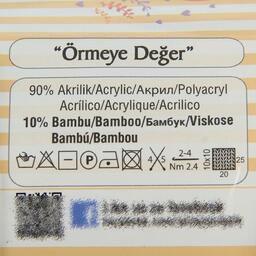 “Örmeye Değer”
90% Akrilik/Acrylic/Акрил/Polyacryl
Acrílico/Acrylique/Acrilico
10% Bambu/Bamboo/Бамбук/Viskose
Bambú/Bambou
P 4 5 2-4 Nm 2.4 10x10 25 20